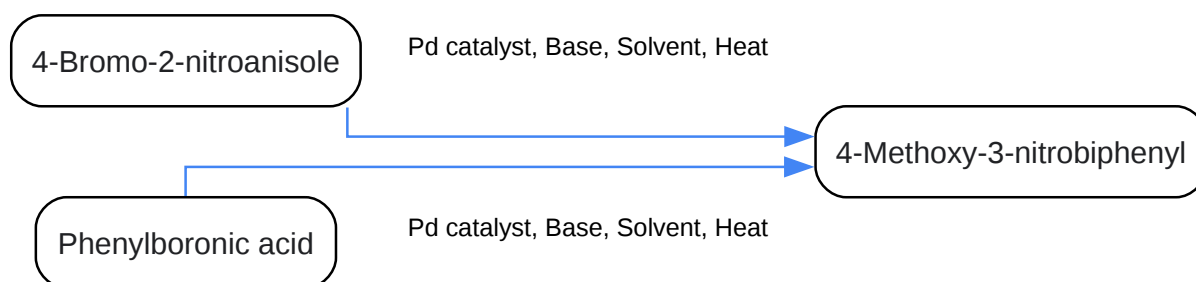 4-Bromo-2-nitroanisole
Pd catalyst, Base, Solvent, Heat
4-Methoxy-3-nitrobiphenyl
Phenylboronic acid
Pd catalyst, Base, Solvent, Heat